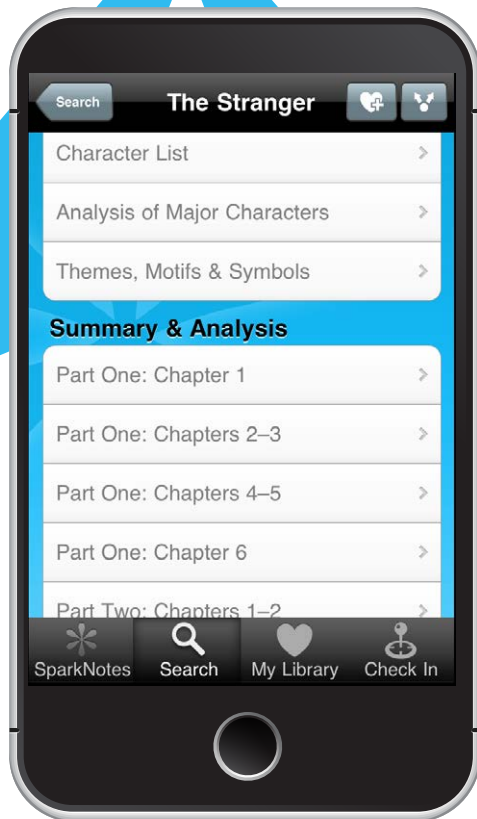 Search
The Stranger
Character List
Analysis of Major Characters
Themes, Motifs & Symbols
Summary & Analysis
Part One: Chapter 1
Part One: Chapters 2–3
Part One: Chapters 4–5
Part One: Chapter 6
Part Two: Chapters 1–2
SparkNotes
Search
My Library
Check In